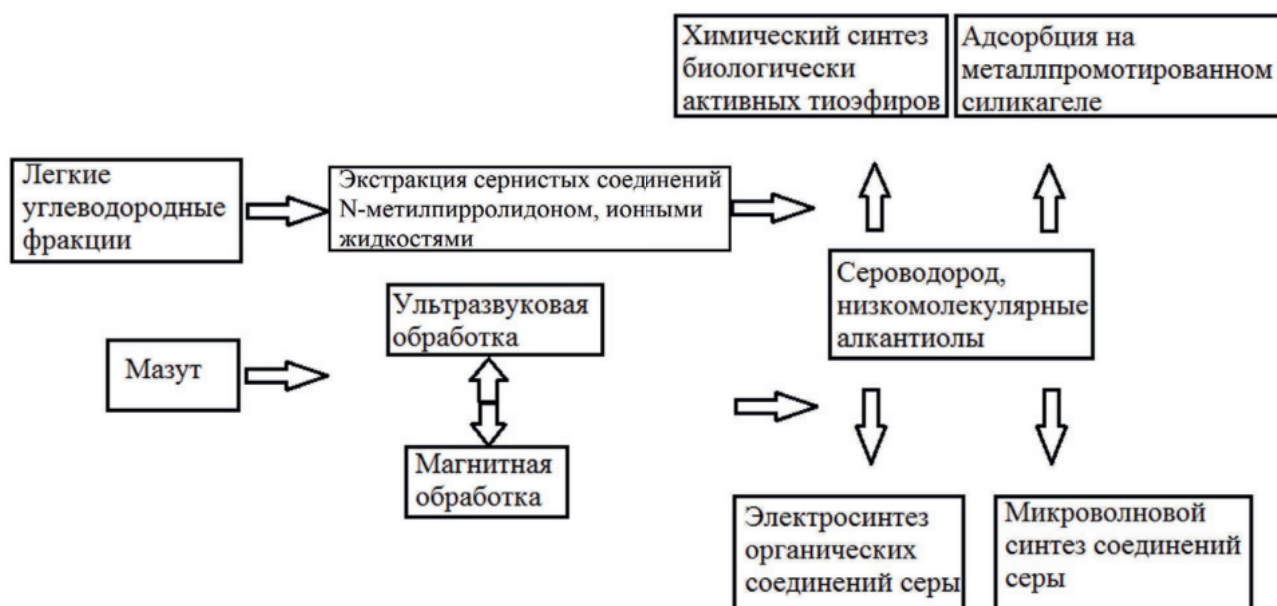 Химический синтез
биологически
активных тиоэфиров
Адсорбция на
металлпромотированном
силикагеле
Легкие
углеводородные
фракции
Экстракция сернистых соединений
N-метилпирролидоном, ионными
жидкостями
Сероводород,
низкомолекулярные
алкантиолы
Ультразвуковая
обработка
Мазут
Магнитная
обработка
Электросинтез
органических
соединений серы
Микроволновой
синтез соединений
серы